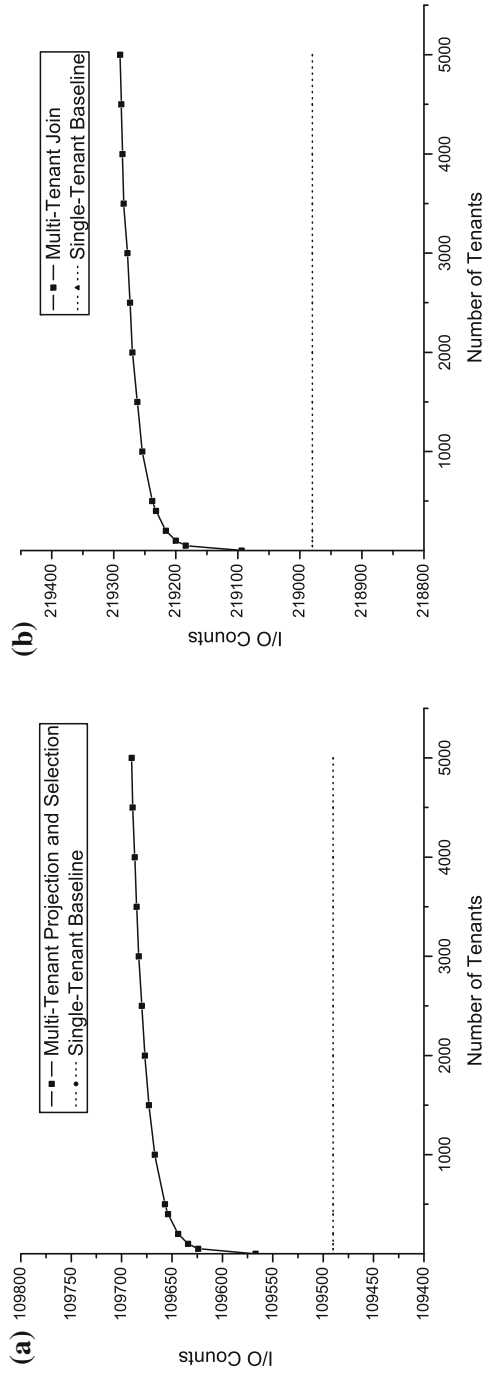 (a)
109800
109750
109700
109650
109600
109550
109500
109450
109400
I/O Counts
Multi-Tenant Projection and Selection
Single-Tenant Baseline
1000
2000
3000
4000
5000
Number of Tenants
(b)
219400
219300
219200
219100
219000
218900
218800
I/O Counts
Multi-Tenant Join
Single-Tenant Baseline
1000
2000
3000
4000
5000
Number of Tenants